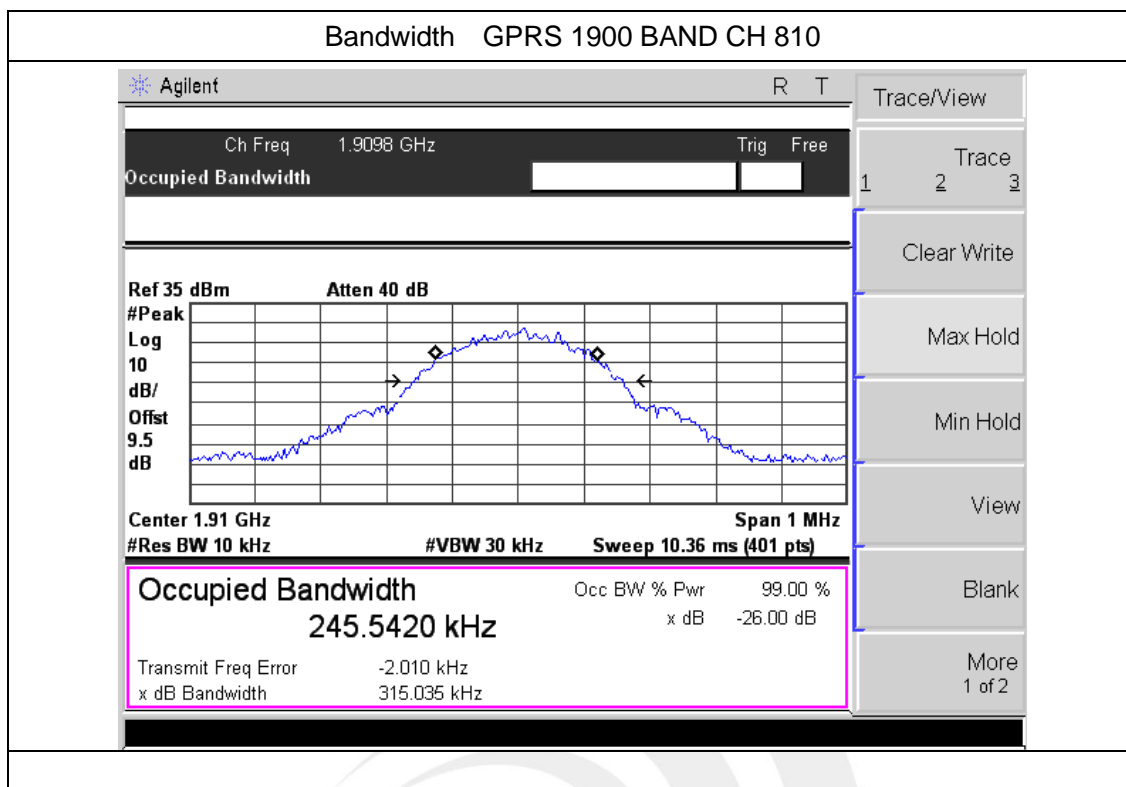 Bandwidth GPRS 1900 BAND CH 810
Agilent R T
Trace/View
Ch Freq 1.9098 GHz Trig Free
Occupied Bandwidth
Trace
1 2 3
Clear Write
Max Hold
Min Hold
View
Blank
More
1 of 2
Ref 35 dBm Atten 40 dB
#Peak
Log
10
dB/
Offst
9.5
dB
Center 1.91 GHz Span 1 MHz
#Res BW 10 kHz #VBW 30 kHz Sweep 10.36 ms (401 pts)
Occupied Bandwidth Occ BW % Pwr 99.00 %
245.5420 kHz x dB -26.00 dB
Transmit Freq Error -2.010 kHz
x dB Bandwidth 315.035 kHz